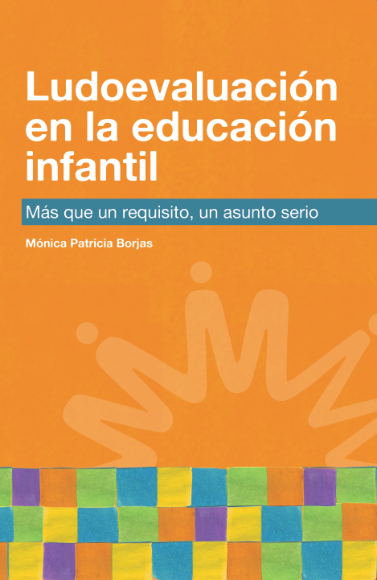 Ludoevaluación
en la educación
infantil
Más que un requisito, un asunto serio
Mónica Patricia Borjas